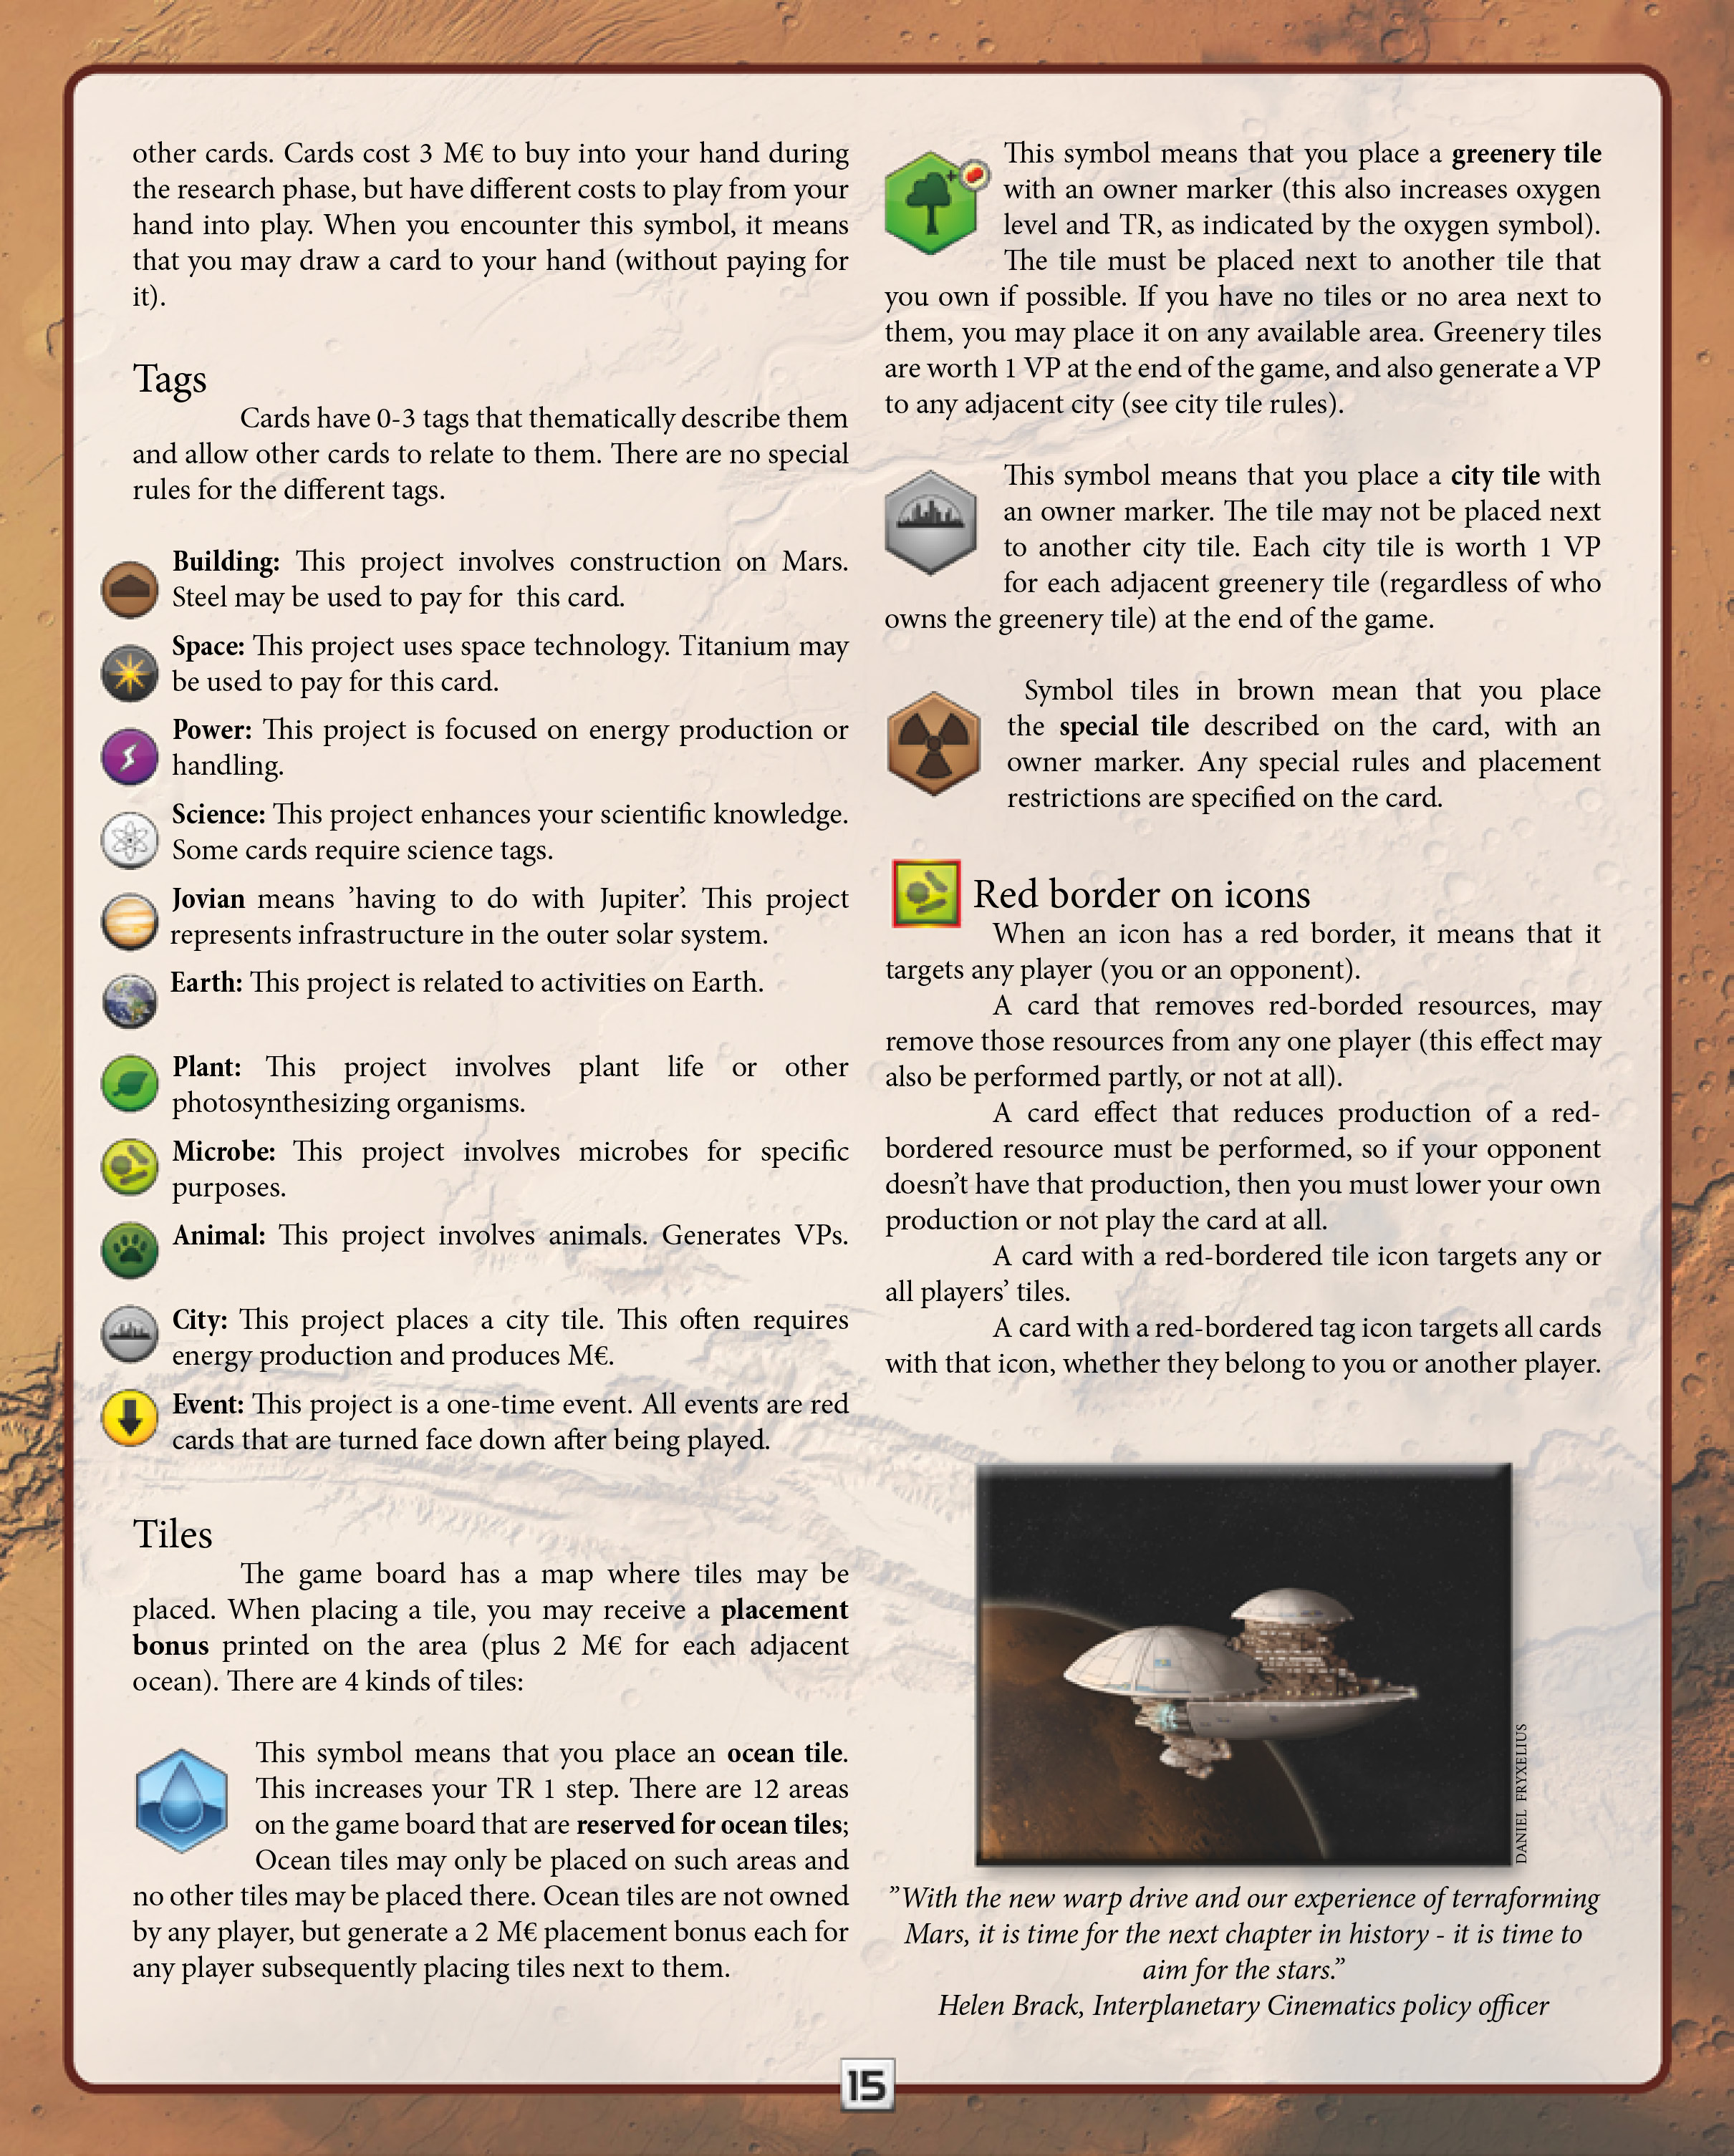 other cards. Cards cost 3 M€ to buy into your hand during
the research phase, but have different costs to play from your
hand into play. When you encounter this symbol, it means
that you may draw a card to your hand (without paying for
it).
Tags
Cards have 0-3 tags that thematically describe them
and allow other cards to relate to them. There are no special
rules for the different tags.
Building: This project involves construction on Mars.
Steel may be used to pay for this card.
Space: This project uses space technology. Titanium may
be used to pay for this card.
Power: This project is focused on energy production or
handling.
Science: This project enhances your scientific knowledge.
Some cards require science tags.
Jovian means ’having to do with Jupiter’. This project
represents infrastructure in the outer solar system.
Earth: This project is related to activities on Earth.
Plant: This project involves plant life or other
photosynthesizing organisms.
Microbe: This project involves microbes for specific
purposes.
Animal: This project involves animals. Generates VPs.
City: This project places a city tile. This often requires
energy production and produces M€.
Event: This project is a one-time event. All events are red
cards that are turned face down after being played.
Tiles
The game board has a map where tiles may be
placed. When placing a tile, you may receive a placement
bonus printed on the area (plus 2 M€ for each adjacent
ocean). There are 4 kinds of tiles:
This symbol means that you place an ocean tile.
This increases your TR 1 step. There are 12 areas
on the game board that are reserved for ocean tiles;
Ocean tiles may only be placed on such areas and
no other tiles may be placed there. Ocean tiles are not owned
by any player, but generate a 2 M€ placement bonus each for
any player subsequently placing tiles next to them.
This symbol means that you place a greenery tile
with an owner marker (this also increases oxygen
level and TR, as indicated by the oxygen symbol).
The tile must be placed next to another tile that
you own if possible. If you have no tiles or no area next to
them, you may place it on any available area. Greenery tiles
are worth 1 VP at the end of the game, and also generate a VP
to any adjacent city (see city tile rules).
This symbol means that you place a city tile with
an owner marker. The tile may not be placed next
to another city tile. Each city tile is worth 1 VP
for each adjacent greenery tile (regardless of who
owns the greenery tile) at the end of the game.
Symbol tiles in brown mean that you place
the special tile described on the card, with an
owner marker. Any special rules and placement
restrictions are specified on the card.
Red border on icons
When an icon has a red border, it means that it
targets any player (you or an opponent).
A card that removes red-borded resources, may
remove those resources from any one player (this effect may
also be performed partly, or not at all).
A card effect that reduces production of a red-
bordered resource must be performed, so if your opponent
doesn’t have that production, then you must lower your own
production or not play the card at all.
A card with a red-bordered tile icon targets any or
all players’ tiles.
A card with a red-bordered tag icon targets all cards
with that icon, whether they belong to you or another player.
DANIEL FRYXELIUS
”With the new warp drive and our experience of terraforming
Mars, it is time for the next chapter in history - it is time to
aim for the stars.”
Helen Brack, Interplanetary Cinematics policy officer
15